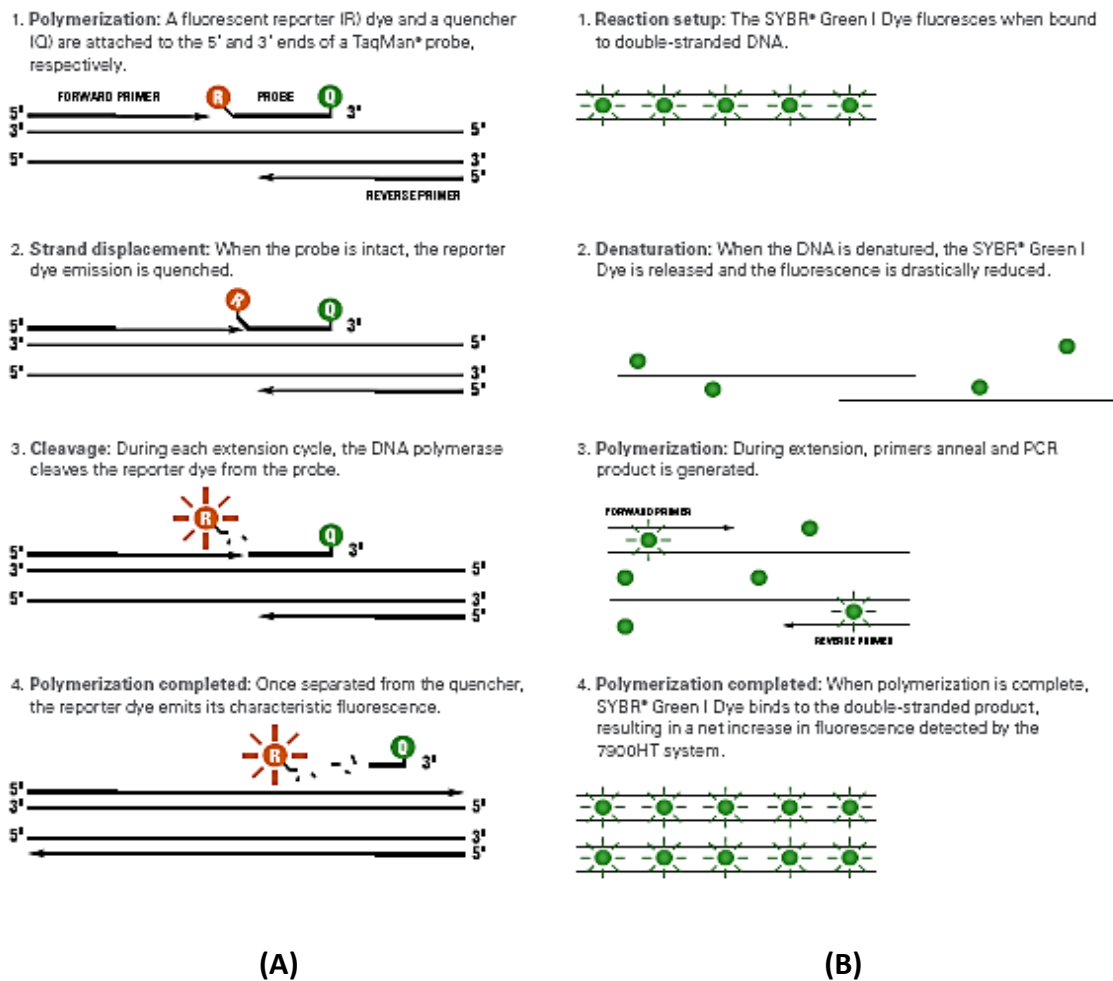 1. Polymerization: A fluorescent reporter (R) dye and a quencher
(Q) are attached to the 5' and 3' ends of a TaqMan® probe,
respectively.
FORWARD PRIMER
R
PROBE
Q
3'
5'
3'
5'
5'
3'
5'
REVERSE PRIMER
2. Strand displacement: When the probe is intact, the reporter
dye emission is quenched.
R
Q
3'
5'
3'
5'
5'
3'
5'
3. Cleavage: During each extension cycle, the DNA polymerase
cleaves the reporter dye from the probe.
R
Q
3'
5'
3'
5'
5'
3'
5'
4. Polymerization completed: Once separated from the quencher,
the reporter dye emits its characteristic fluorescence.
R
Q
3'
5'
3'
5'
5'
3'
5'
(A)
1. Reaction setup: The SYBR® Green I Dye fluoresces when bound
to double-stranded DNA.
2. Denaturation: When the DNA is denatured, the SYBR® Green I
Dye is released and the fluorescence is drastically reduced.
3. Polymerization: During extension, primers anneal and PCR
product is generated.
FORWARD PRIMER
REVERSE PRIMER
4. Polymerization completed: When polymerization is complete,
SYBR® Green I Dye binds to the double-stranded product,
resulting in a net increase in fluorescence detected by the
7900HT system.
(B)